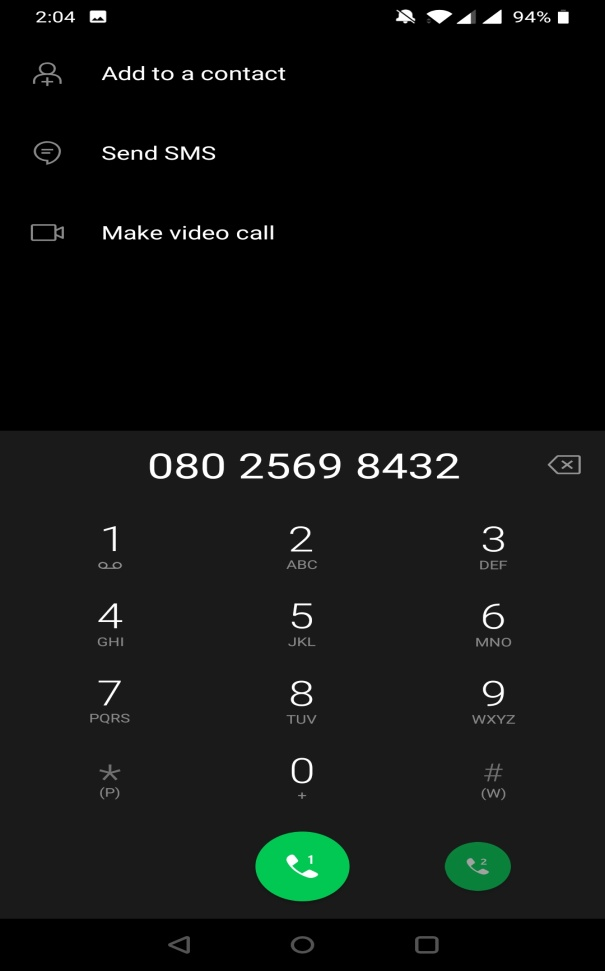 2:04 94%
Add to a contact
Send SMS
Make video call
080 2569 8432
1 2 3
ABC DEF
4 5 6
GHI JKL MNO
7 8 9
PQRS TUV WXYZ
* 0 #
(P) + (W)
1 2